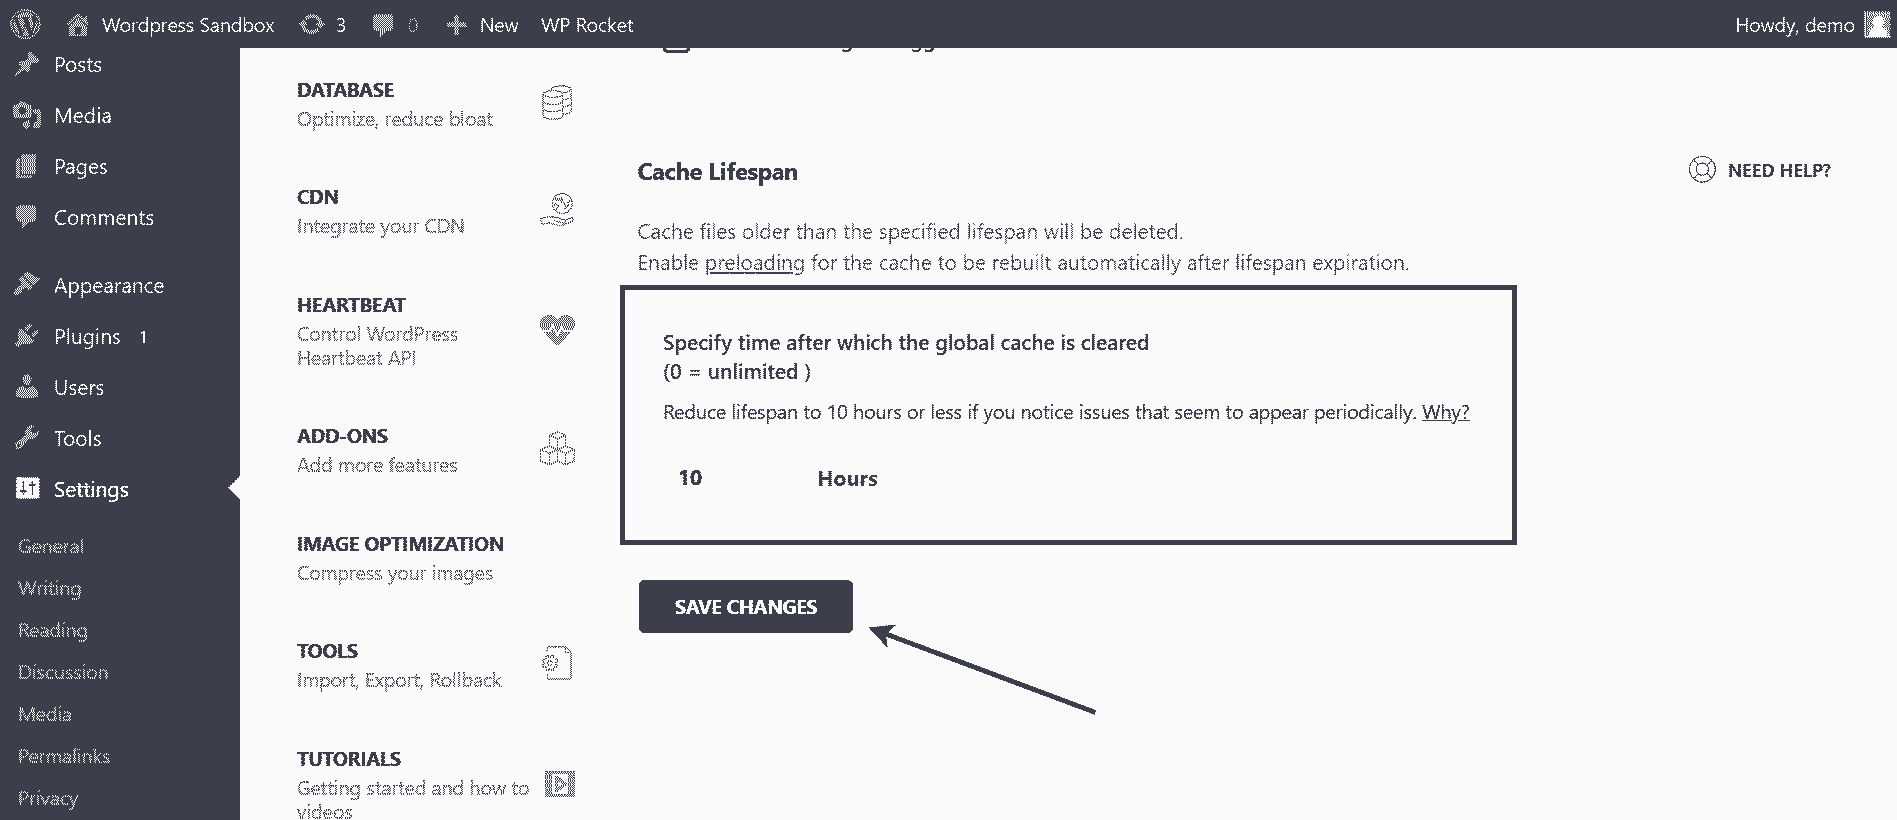 Wordpress Sandbox 3 0 New WP Rocket Howdy, demo
Posts
Media
Pages
Comments
Appearance
Plugins 1
Users
Tools
Settings
General
Writing
Reading
Discussion
Media
Permalinks
Privacy
DATABASE
Optimize, reduce bloat
CDN
Integrate your CDN
HEARTBEAT
Control WordPress
Heartbeat API
ADD-ONS
Add more features
IMAGE OPTIMIZATION
Compress your images
TOOLS
Import, Export, Rollback
TUTORIALS
Getting started and how to
videos
Cache Lifespan
NEED HELP?
Cache files older than the specified lifespan will be deleted.
Enable preloading for the cache to be rebuilt automatically after lifespan expiration.
Specify time after which the global cache is cleared
(0 = unlimited )
Reduce lifespan to 10 hours or less if you notice issues that seem to appear periodically. Why?
10 Hours
SAVE CHANGES